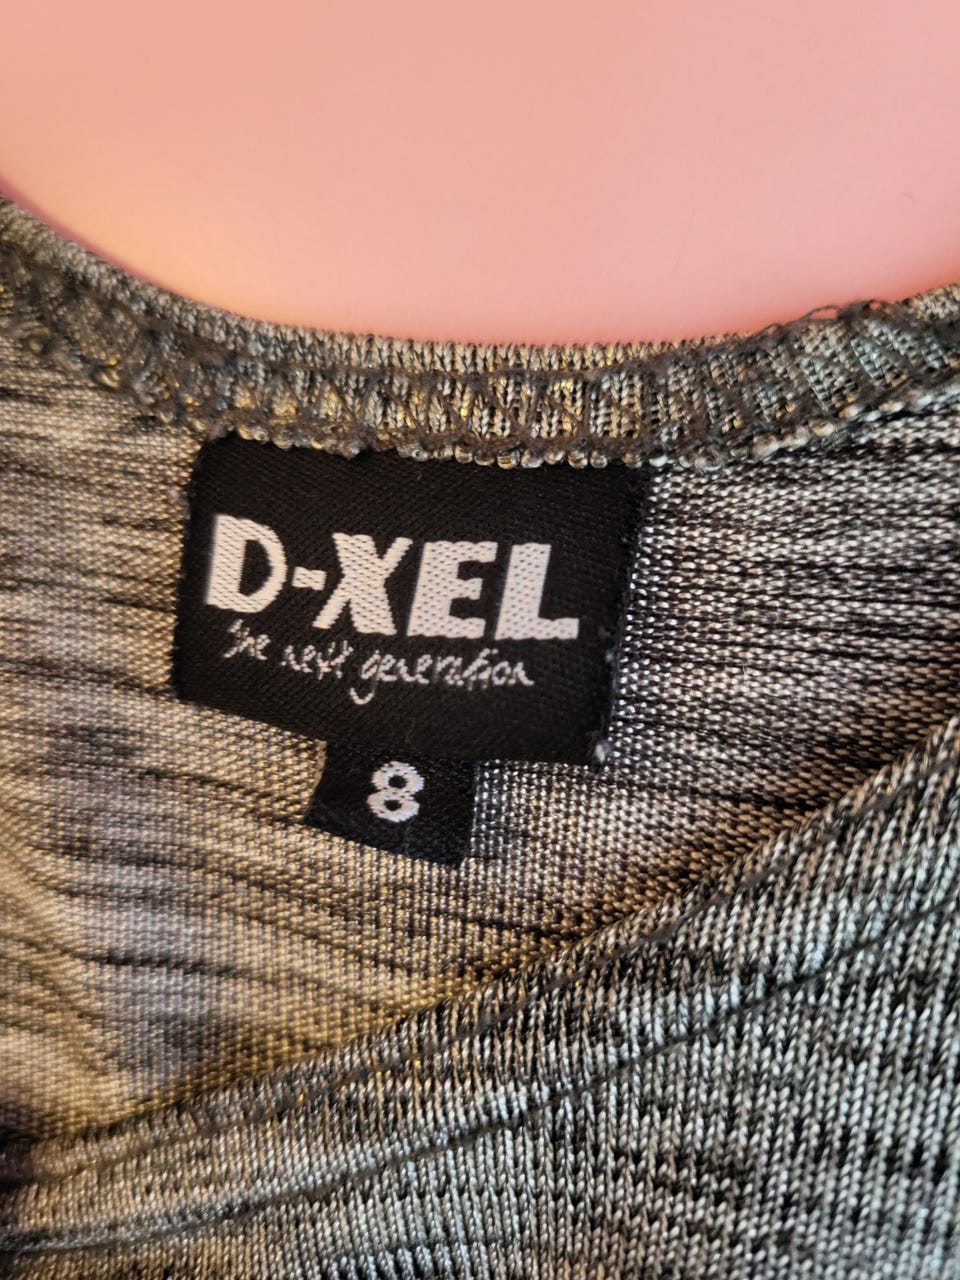 D-XEL
the next generation
8